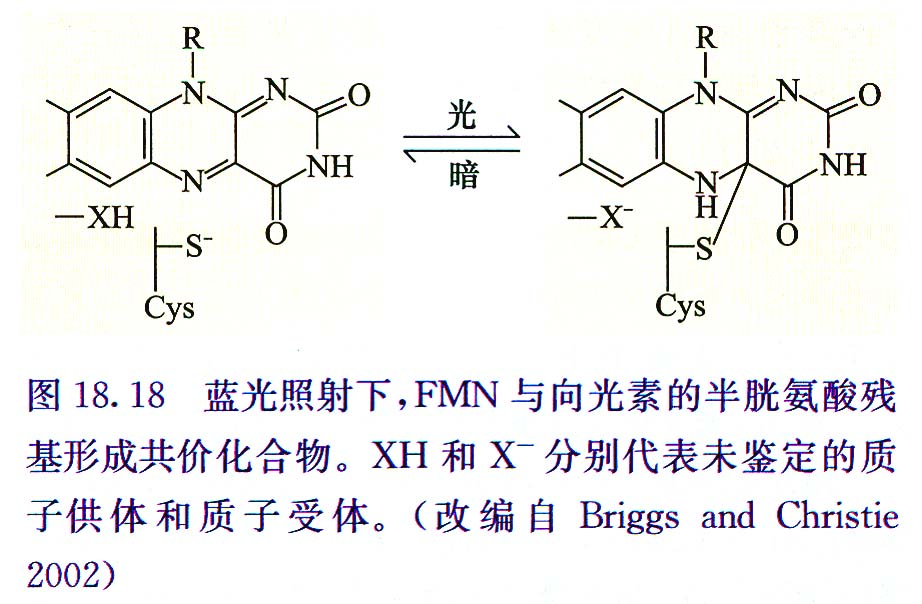 R
N
N
O
NH
N
O
—XH
S⁻
Cys
光
暗
R
N
N
O
NH
N
H
O
—X⁻
S
Cys
图 18.18 蓝光照射下,FMN 与向光素的半胱氨酸残
基形成共价化合物。XH 和 X⁻ 分别代表未鉴定的质
子供体和质子受体。(改编自 Briggs and Christie
2002)